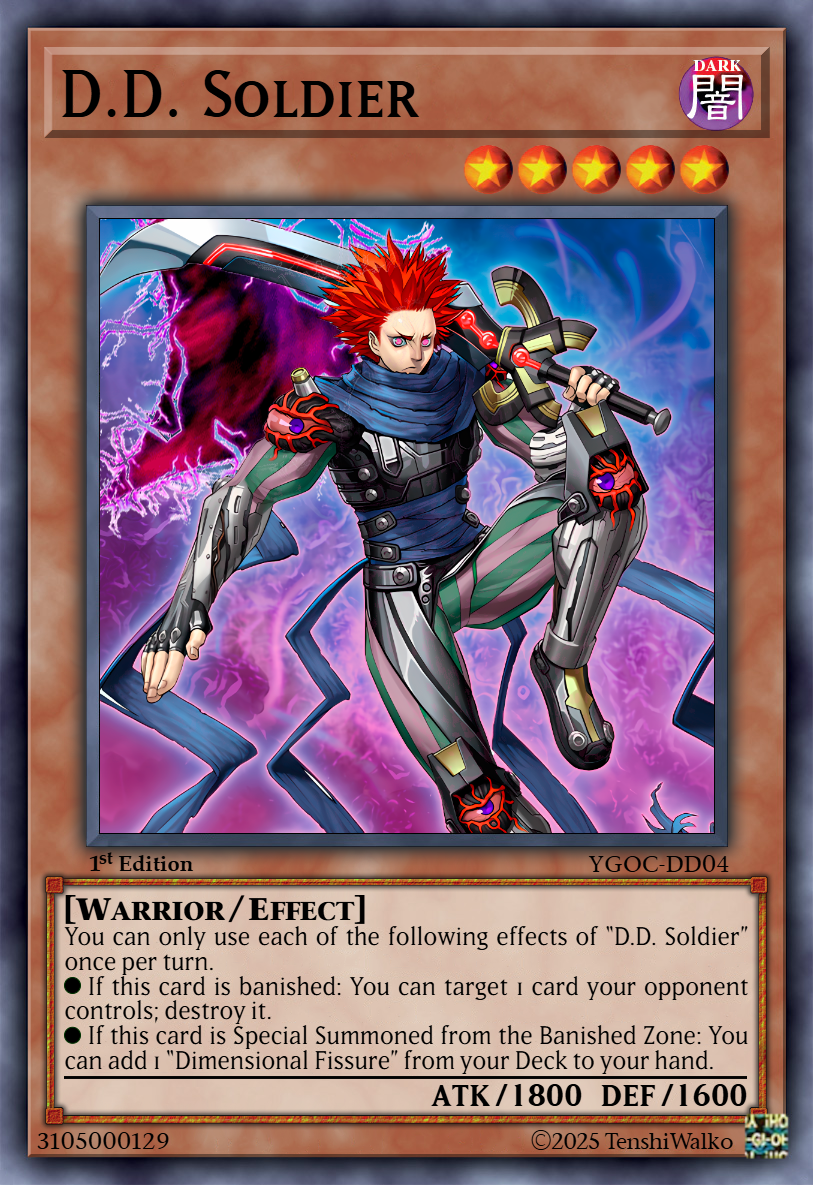 D.D. Soldier
DARK
闇
1st Edition
YGOC-DD04
[Warrior/Effect]
You can only use each of the following effects of "D.D. Soldier"
once per turn.
● If this card is banished: You can target 1 card your opponent
controls; destroy it.
● If this card is Special Summoned from the Banished Zone: You
can add 1 "Dimensional Fissure" from your Deck to your hand.
ATK/1800 DEF/1600
3105000129
©2025 TenshiWalko